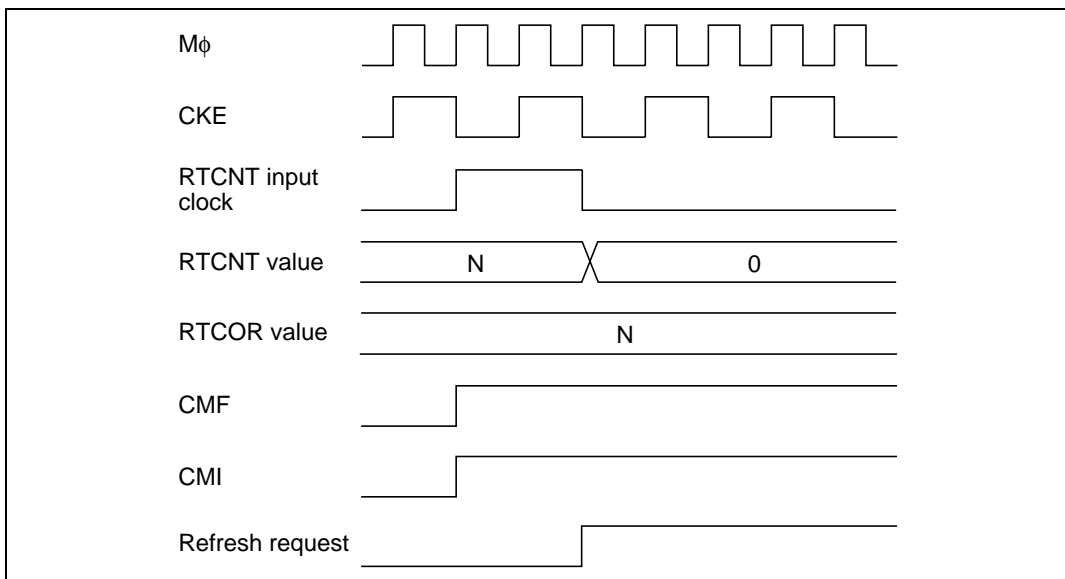 Mϕ
CKE
RTCNT input
clock
RTCNT value
N
0
RTCOR value
N
CMF
CMI
Refresh request